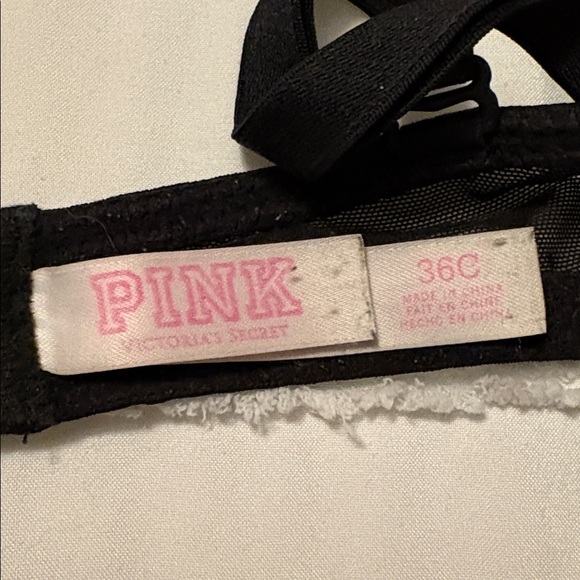 PINK
VICTORIA'S SECRET
36C
MADE IN CHINA
FAIT EN CHINE
HECHO EN CHINA